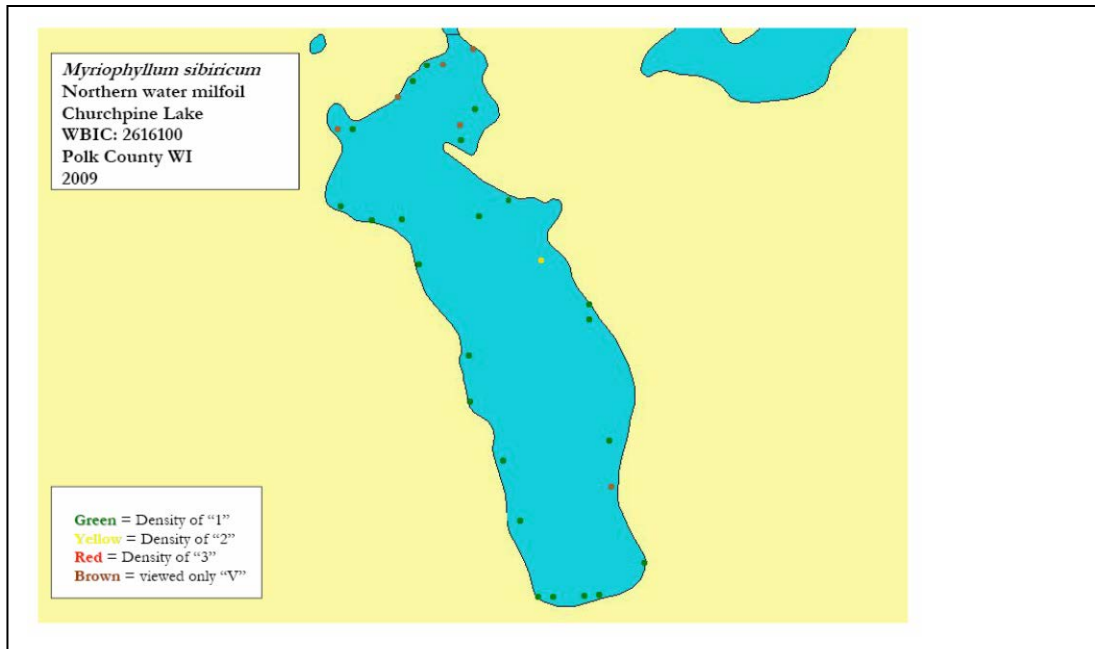 Myriophyllum sibiricum
Northern water milfoil
Churchpine Lake
WBIC: 2616100
Polk County WI
2009
Green = Density of “1”
Yellow = Density of “2”
Red = Density of “3”
Brown = viewed only “V”